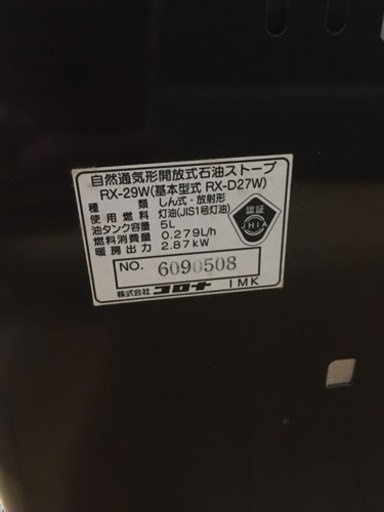 自然通気形開放式石油ストーブ
RX-29W(基本型式 RX-D27W)
種類 しん式・放射形
使用燃料 灯油(JIS1号灯油)
油タンク容量 5L
燃料消費量 0.279L/h
暖房出力 2.87kW
認証
JHIA
NO. 6090508
株式会社 コロナ IMK